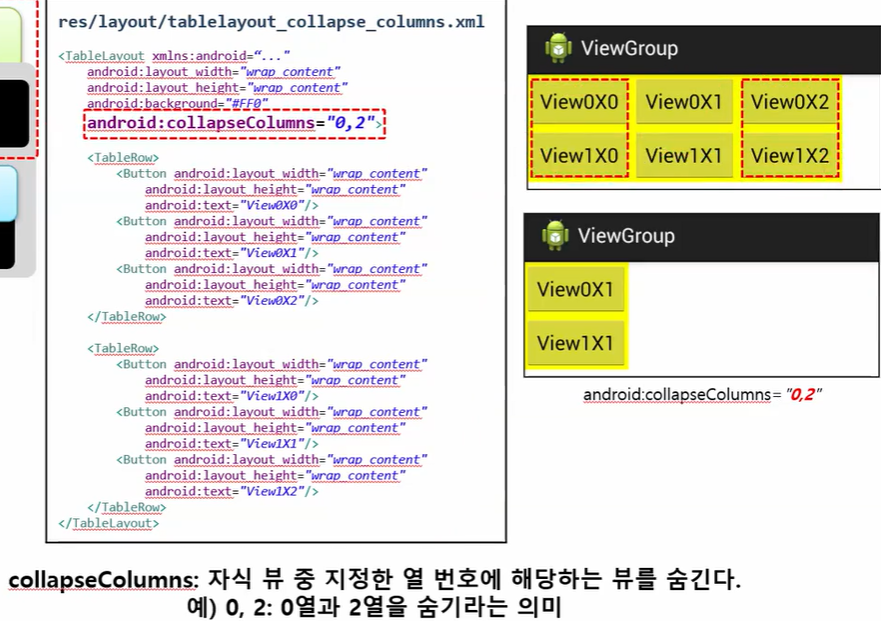 res/layout/tablelayout_collapse_columns.xml
<TableLayout xmlns:android="..."
android:layout_width="wrap_content"
android:layout_height="wrap_content"
android:background="#FF0"
android:collapseColumns="0,2">
<TableRow>
<Button android:layout_width="wrap_content"
android:layout_height="wrap_content"
android:text="View0X0"/>
<Button android:layout_width="wrap_content"
android:layout_height="wrap_content"
android:text="View0X1"/>
<Button android:layout_width="wrap_content"
android:layout_height="wrap_content"
android:text="View0X2"/>
</TableRow>
<TableRow>
<Button android:layout_width="wrap_content"
android:layout_height="wrap_content"
android:text="View1X0"/>
<Button android:layout_width="wrap_content"
android:layout_height="wrap_content"
android:text="View1X1"/>
<Button android:layout_width="wrap_content"
android:layout_height="wrap_content"
android:text="View1X2"/>
</TableRow>
</TableLayout>
ViewGroup
View0X0 View0X1 View0X2
View1X0 View1X1 View1X2
ViewGroup
View0X1
View1X1
android:collapseColumns= "0,2"
collapseColumns: 자식 뷰 중 지정한 열 번호에 해당하는 뷰를 숨긴다.
예) 0, 2: 0열과 2열을 숨기라는 의미